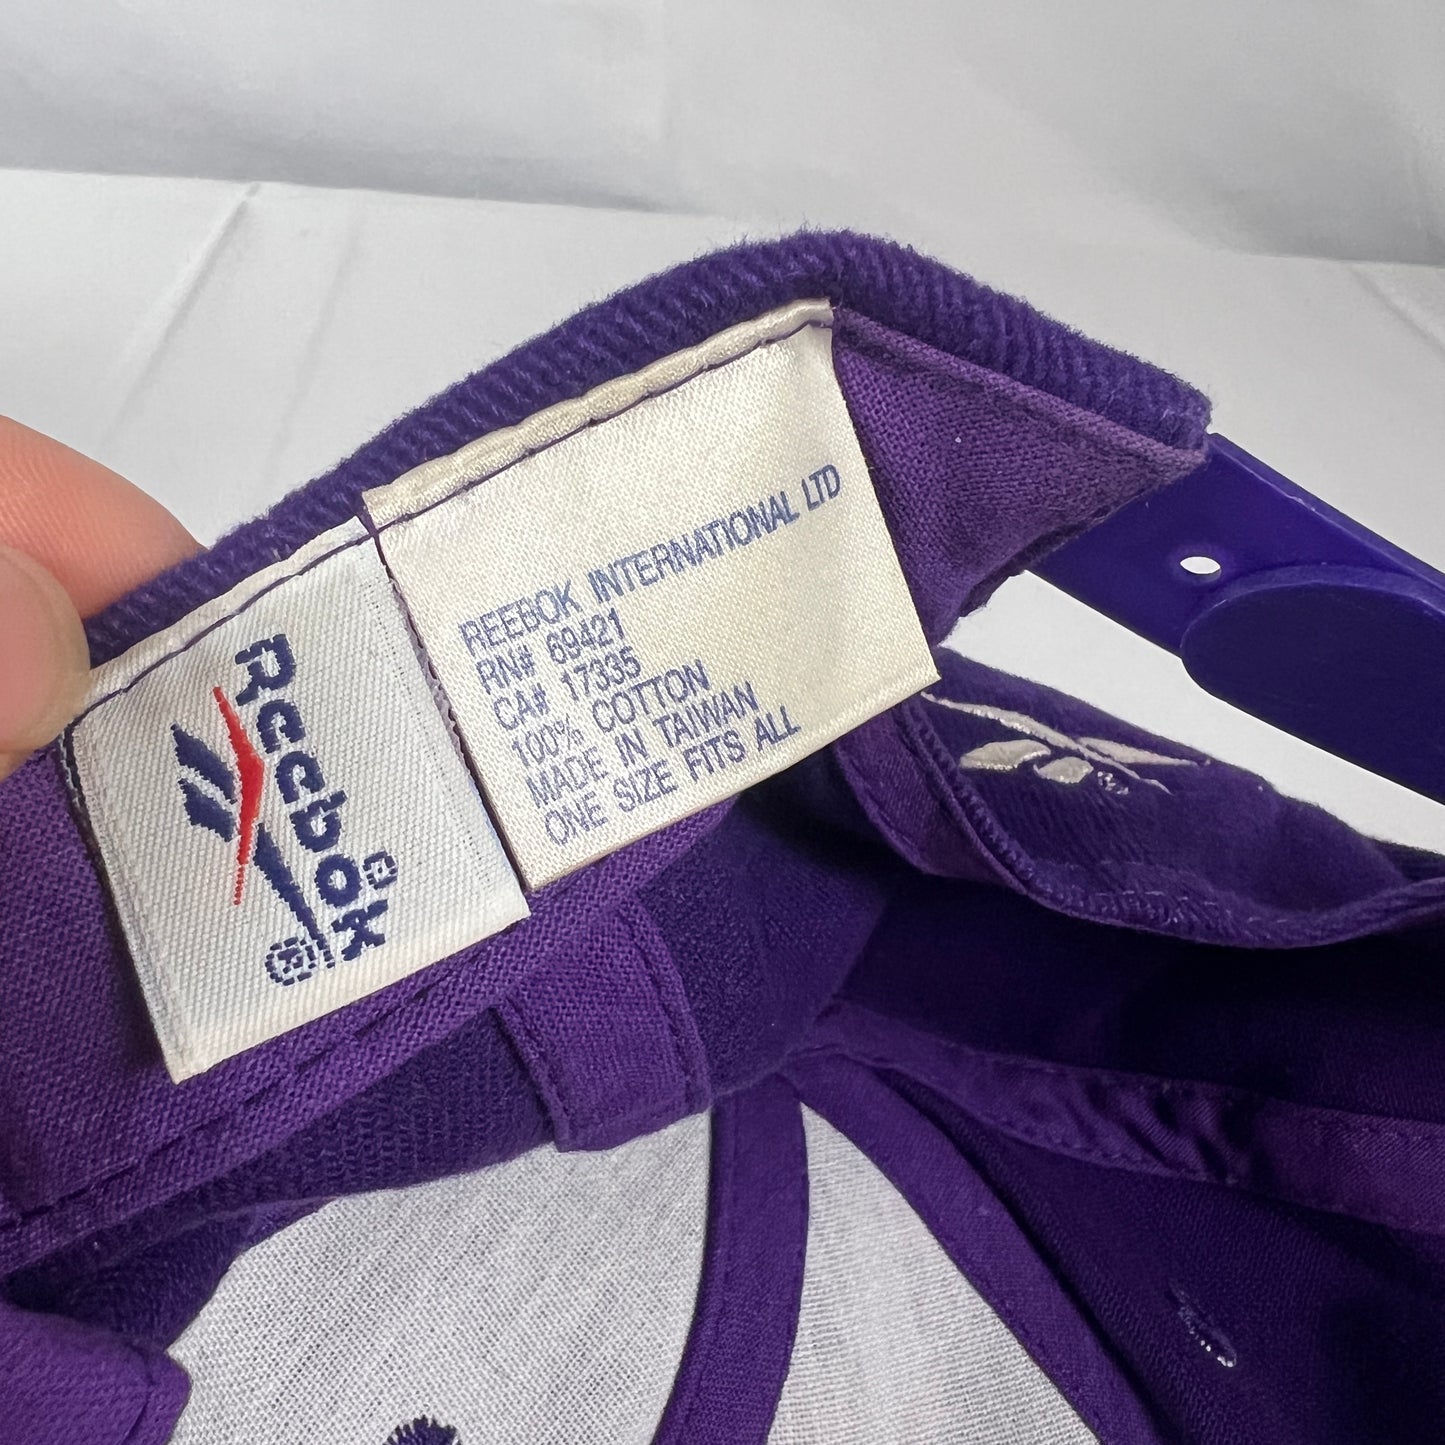 Reebok
REEBOK INTERNATIONAL LTD
RN# 69421
CA# 17335
100% COTTON
MADE IN TAIWAN
ONE SIZE FITS ALL